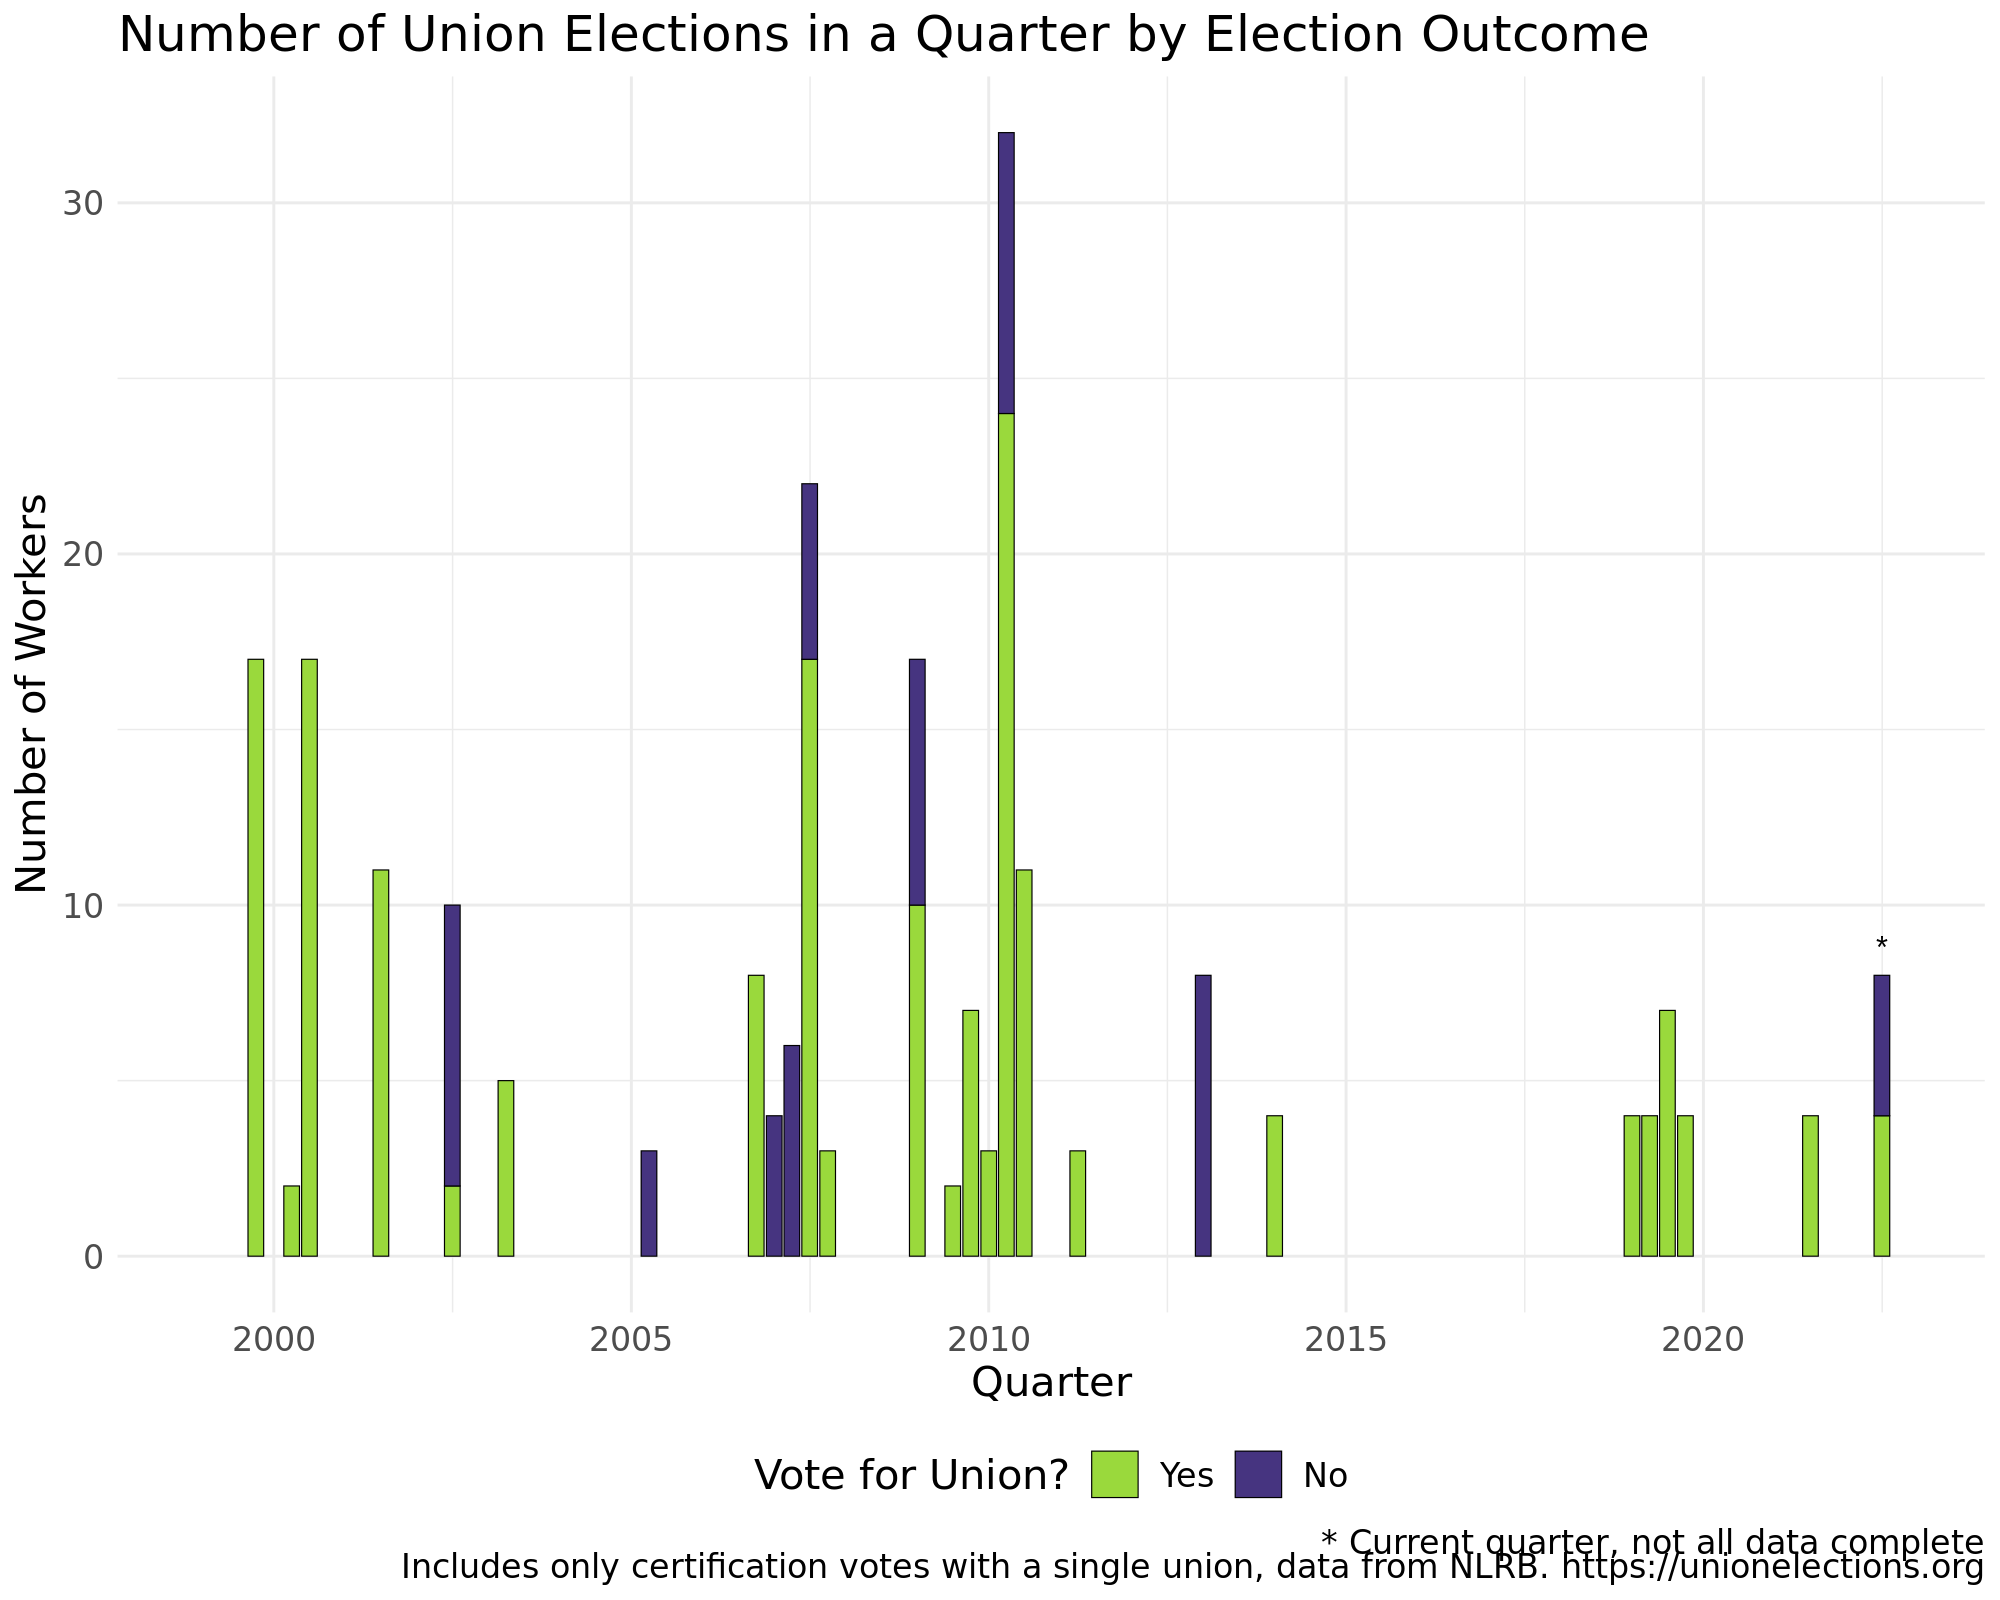 Number of Union Elections in a Quarter by Election Outcome
Number of Workers
30
20
10
0
*
2000 2005 2010 2015 2020
Quarter
Vote for Union? Yes No
* Current quarter, not all data complete
Includes only certification votes with a single union, data from NLRB. https://unionelections.org